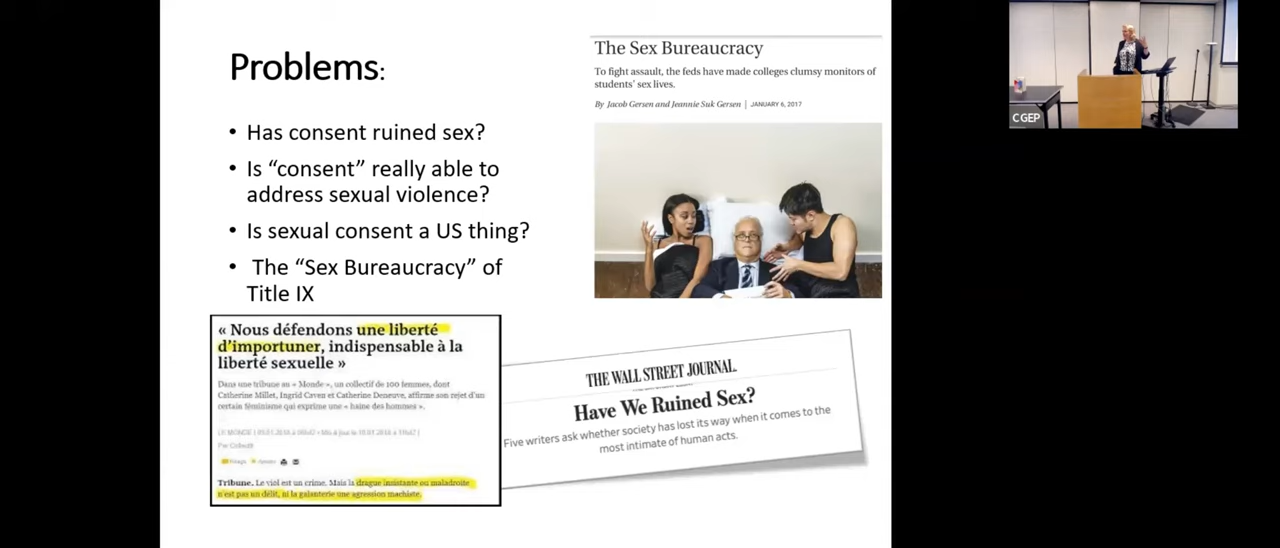 Problems:
• Has consent ruined sex?
• Is “consent” really able to
address sexual violence?
• Is sexual consent a US thing?
• The “Sex Bureaucracy” of
Title IX
The Sex Bureaucracy
To fight assault, the feds have made colleges clumsy monitors of
students’ sex lives.
By Jacob Gersen and Jeannie Suk Gersen | JANUARY 6, 2017
« Nous défendons une liberté
d’importuner, indispensable à la
liberté sexuelle »
Dans une tribune au « Monde », un collectif de 100 femmes, dont
Catherine Millet, Ingrid Caven et Catherine Deneuve, affirme son rejet d’un
certain féminisme qui exprime une « haine des hommes ».
Tribune. Le viol est un crime. Mais la drague insistante ou maladroite
n’est pas un délit, ni la galanterie une agression machiste.
THE WALL STREET JOURNAL.
Have We Ruined Sex?
Five writers ask whether society has lost its way when it comes to the
most intimate of human acts.
CGEP